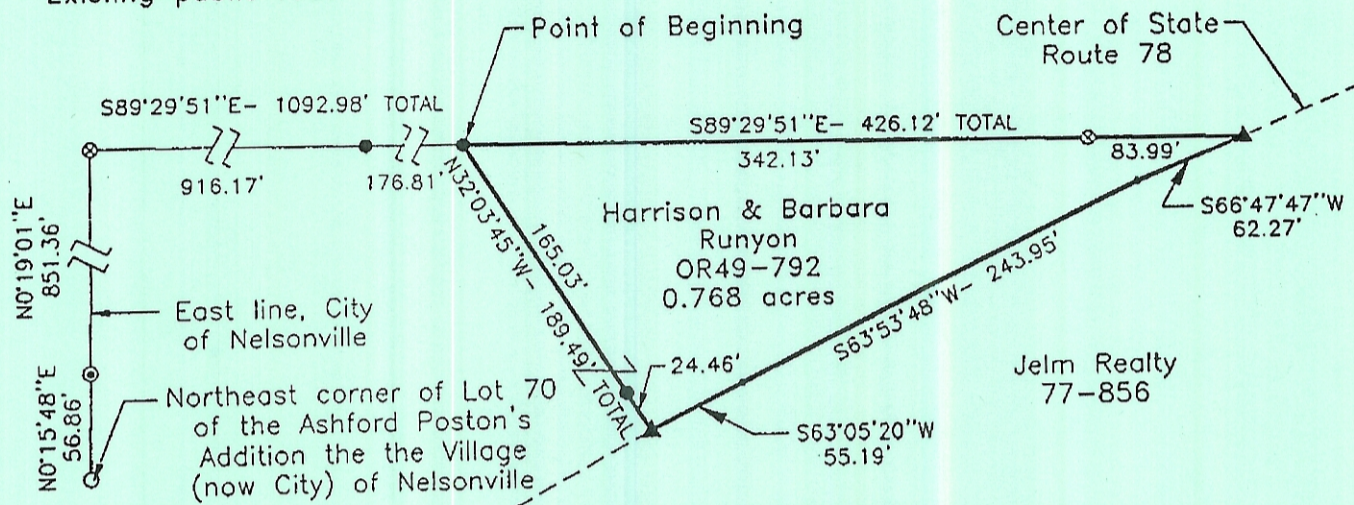 Point of Beginning
Center of State
Route 78
S89°29'51"E- 1092.98' TOTAL
S89°29'51"E- 426.12' TOTAL
916.17'
176.81'
342.13'
83.99'
N32°03'45"W- 189.49' TOTAL
165.03'
Harrison & Barbara
Runyon
OR49-792
0.768 acres
S66°47'47"W
62.27'
S63°53'48"W- 243.95'
N0°19'01"E
851.36'
East line, City
of Nelsonville
24.46'
Jelm Realty
77-856
N0°15'48"E
56.86'
Northeast corner of Lot 70
of the Ashford Poston's
Addition the the Village
(now City) of Nelsonville
S63°05'20"W
55.19'